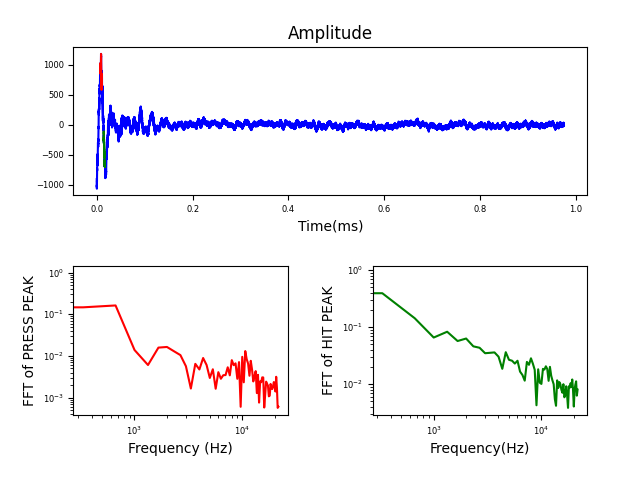 Amplitude
1000
500
0
−500
−1000
0.0 0.2 0.4 0.6 0.8 1.0
Time(ms)
FFT of PRESS PEAK
10⁰
10⁻¹
10⁻²
10⁻³
10³ 10⁴
Frequency (Hz)
FFT of HIT PEAK
10⁰
10⁻¹
10⁻²
10³ 10⁴
Frequency(Hz)